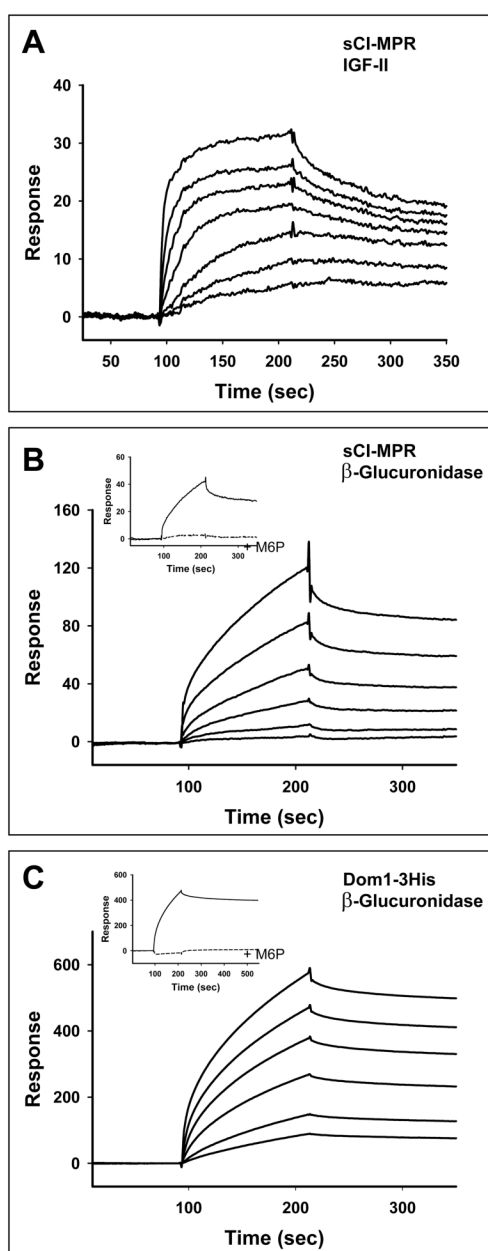 A
sCI-MPR
IGF-II
40
30
20
10
0
Response
50 100 150 200 250 300 350
Time (sec)
B
sCI-MPR
β-Glucuronidase
60
40
20
0
Response
100 200 300
+ M6P
Time (sec)
160
120
80
40
0
Response
100 200 300
Time (sec)
C
Dom1-3His
β-Glucuronidase
600
400
200
0
Response
0 100 200 300 400 500
+ M6P
Time (sec)
600
400
200
0
Response
100 200 300
Time (sec)